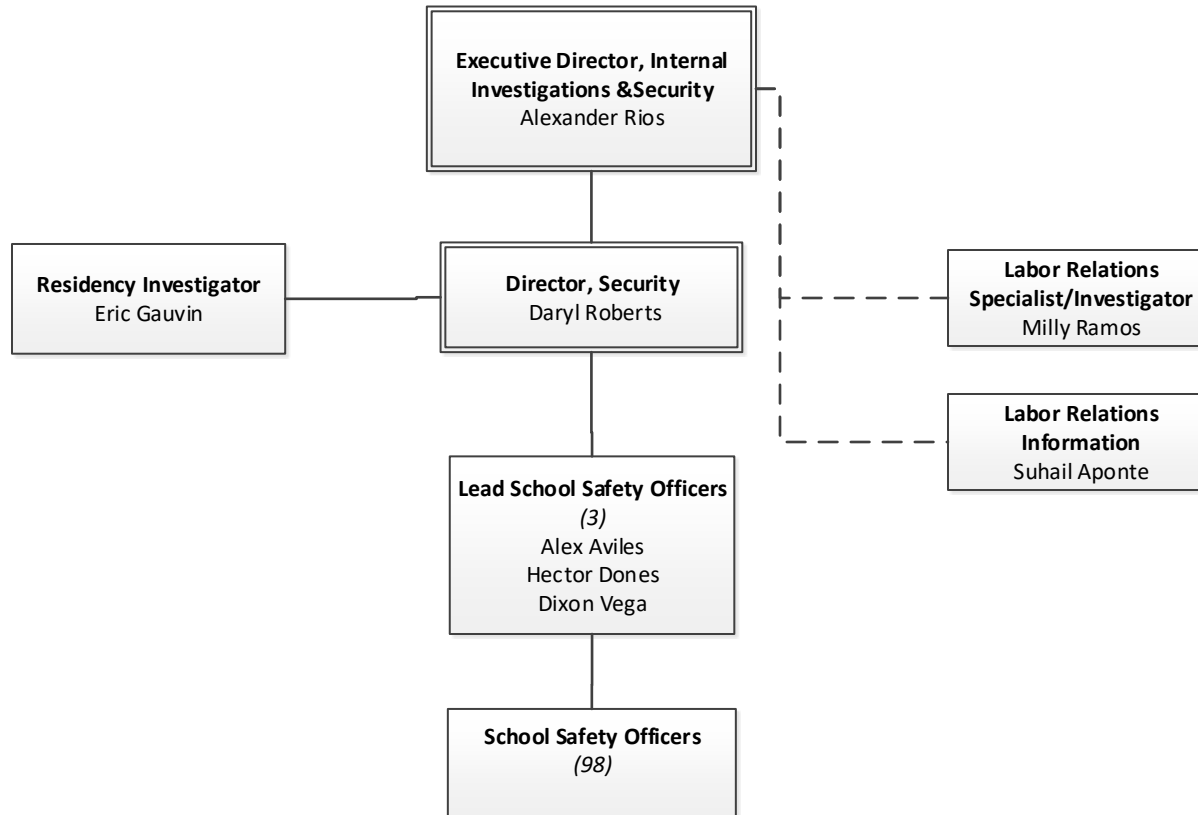 Executive Director, Internal
Investigations &Security
Alexander Rios
Residency Investigator
Eric Gauvin
Director, Security
Daryl Roberts
Labor Relations
Specialist/Investigator
Milly Ramos
Labor Relations
Information
Suhail Aponte
Lead School Safety Officers
(3)
Alex Aviles
Hector Dones
Dixon Vega
School Safety Officers
(98)